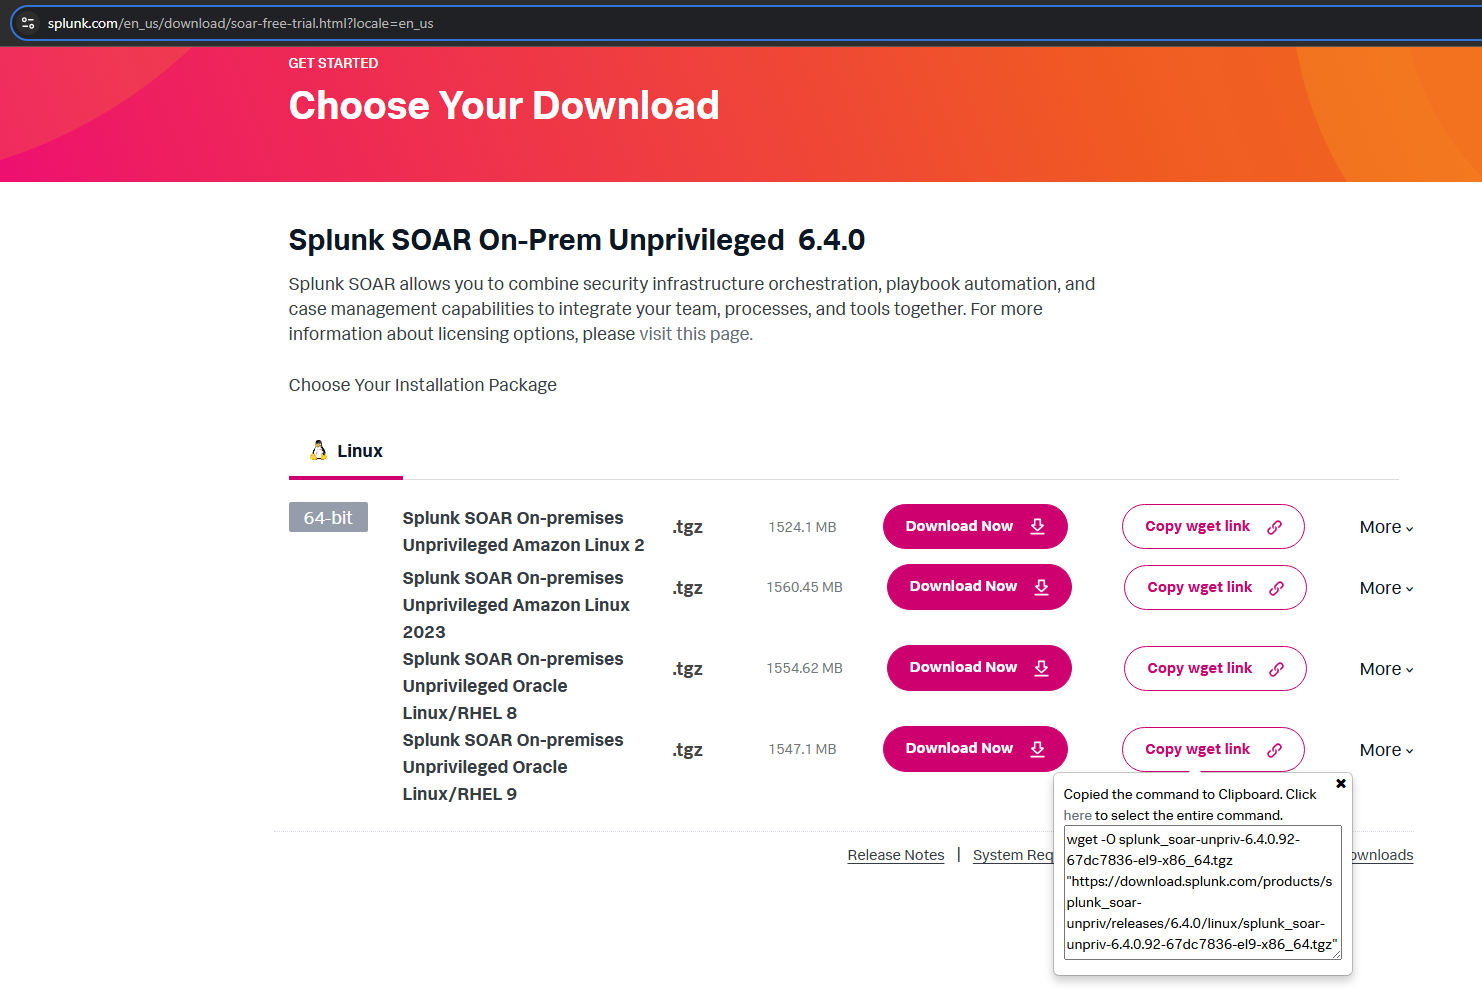 splunk.com/en_us/download/soar-free-trial.html?locale=en_us
GET STARTED
Choose Your Download
Splunk SOAR On-Prem Unprivileged 6.4.0
Splunk SOAR allows you to combine security infrastructure orchestration, playbook automation, and
case management capabilities to integrate your team, processes, and tools together. For more
information about licensing options, please visit this page.
Choose Your Installation Package
Linux
64-bit
Splunk SOAR On-premises
Unprivileged Amazon Linux 2
.tgz
1524.1 MB
Download Now
Copy wget link
More
Splunk SOAR On-premises
Unprivileged Amazon Linux
2023
.tgz
1560.45 MB
Download Now
Copy wget link
More
Splunk SOAR On-premises
Unprivileged Oracle
Linux/RHEL 8
.tgz
1554.62 MB
Download Now
Copy wget link
More
Splunk SOAR On-premises
Unprivileged Oracle
Linux/RHEL 9
.tgz
1547.1 MB
Download Now
Copy wget link
More
Copied the command to Clipboard. Click
here to select the entire command.
wget -O splunk_soar-unpriv-6.4.0.92-
67dc7836-el9-x86_64.tgz
"https://download.splunk.com/products/s
plunk_soar-
unpriv/releases/6.4.0/linux/splunk_soar-
unpriv-6.4.0.92-67dc7836-el9-x86_64.tgz"
Release Notes | System Req
ownloads